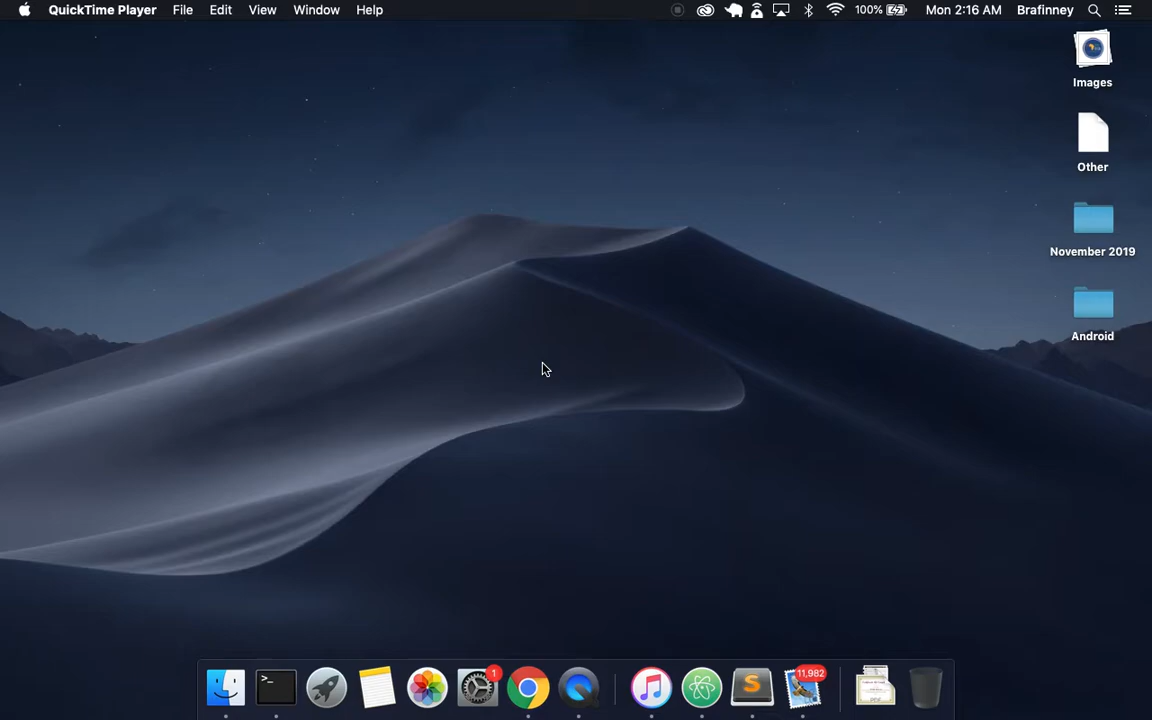 QuickTime Player File Edit View Window Help 100% Mon 2:16 AM Brafinney
Images
Other
November 2019
Android
>_
1
S
11,982